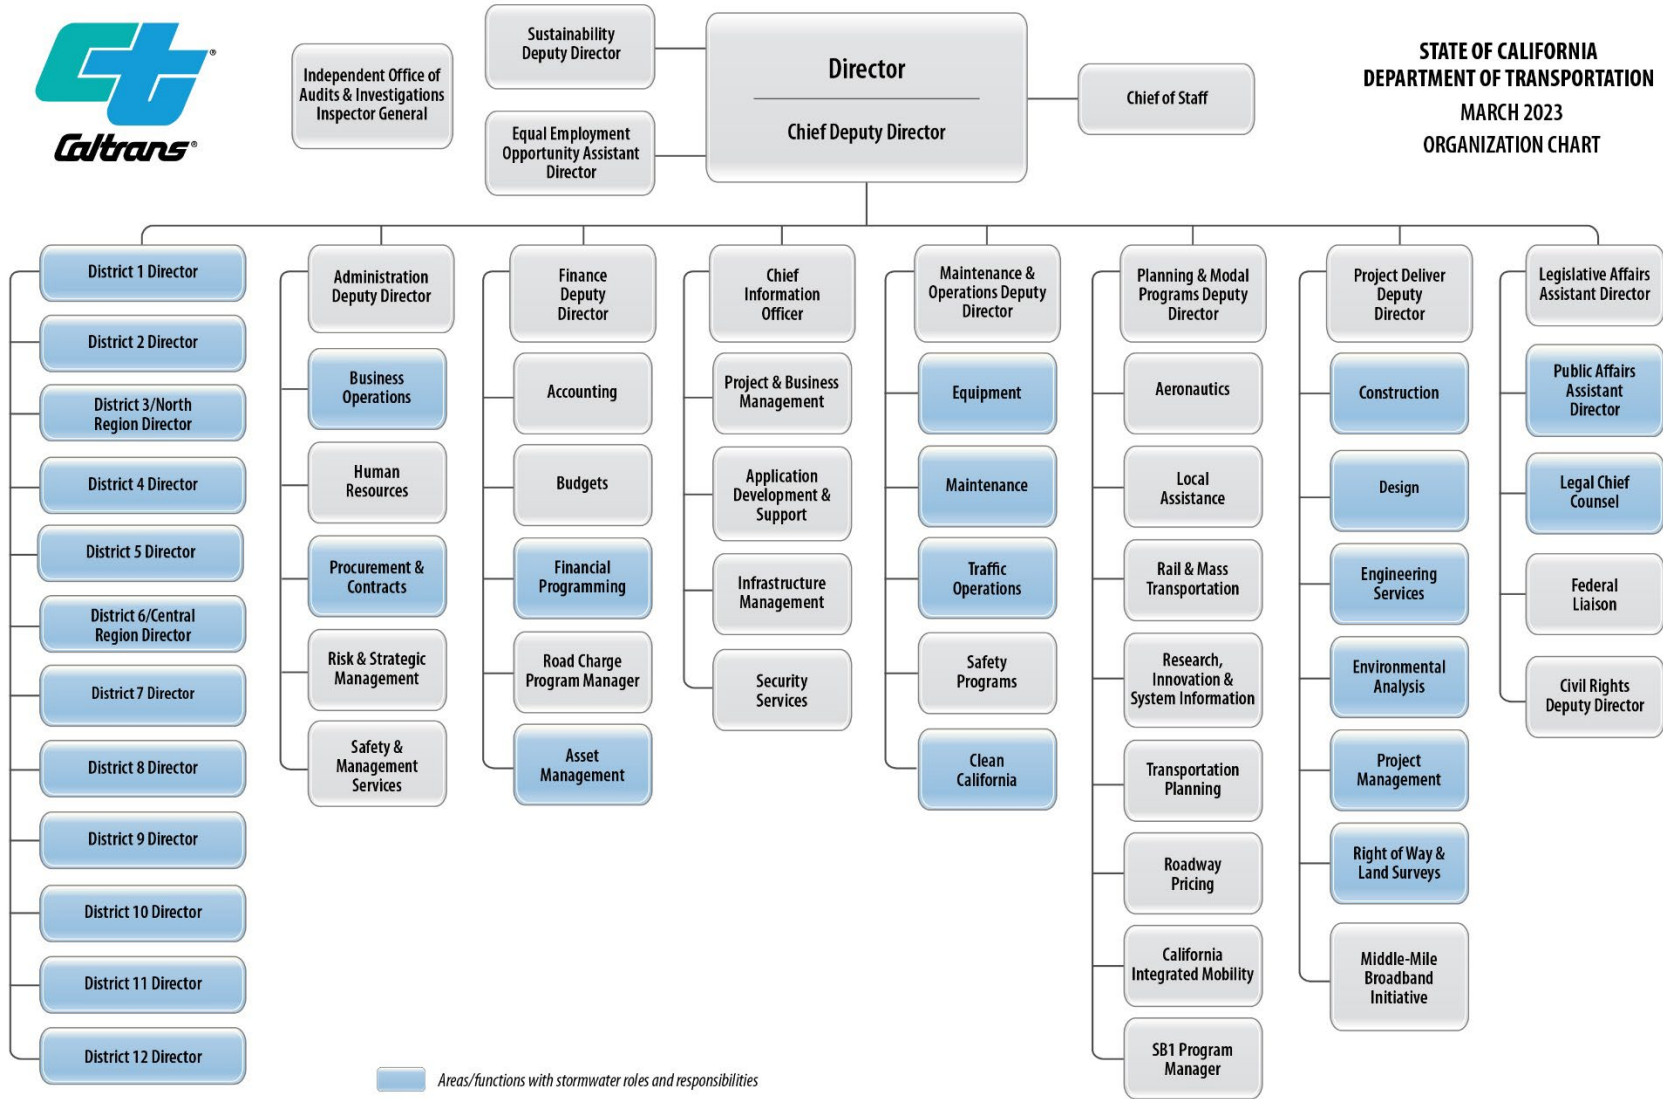 Caltrans®
Independent Office of
Audits & Investigations
Inspector General
Sustainability
Deputy Director
Equal Employment
Opportunity Assistant
Director
Director
Chief Deputy Director
Chief of Staff
STATE OF CALIFORNIA
DEPARTMENT OF TRANSPORTATION
MARCH 2023
ORGANIZATION CHART
District 1 Director
District 2 Director
District 3/North
Region Director
District 4 Director
District 5 Director
District 6/Central
Region Director
District 7 Director
District 8 Director
District 9 Director
District 10 Director
District 11 Director
District 12 Director
Administration
Deputy Director
Business
Operations
Human
Resources
Procurement &
Contracts
Risk & Strategic
Management
Safety &
Management
Services
Finance
Deputy
Director
Accounting
Budgets
Financial
Programming
Road Charge
Program Manager
Asset
Management
Chief
Information
Officer
Project & Business
Management
Application
Development &
Support
Infrastructure
Management
Security
Services
Maintenance &
Operations Deputy
Director
Equipment
Maintenance
Traffic
Operations
Safety
Programs
Clean
California
Planning & Modal
Programs Deputy
Director
Aeronautics
Local
Assistance
Rail & Mass
Transportation
Research,
Innovation &
System Information
Transportation
Planning
Roadway
Pricing
California
Integrated Mobility
SB1 Program
Manager
Project Deliver
Deputy
Director
Construction
Design
Engineering
Services
Environmental
Analysis
Project
Management
Right of Way &
Land Surveys
Middle-Mile
Broadband
Initiative
Legislative Affairs
Assistant Director
Public Affairs
Assistant
Director
Legal Chief
Counsel
Federal
Liaison
Civil Rights
Deputy Director
Areas/functions with stormwater roles and responsibilities